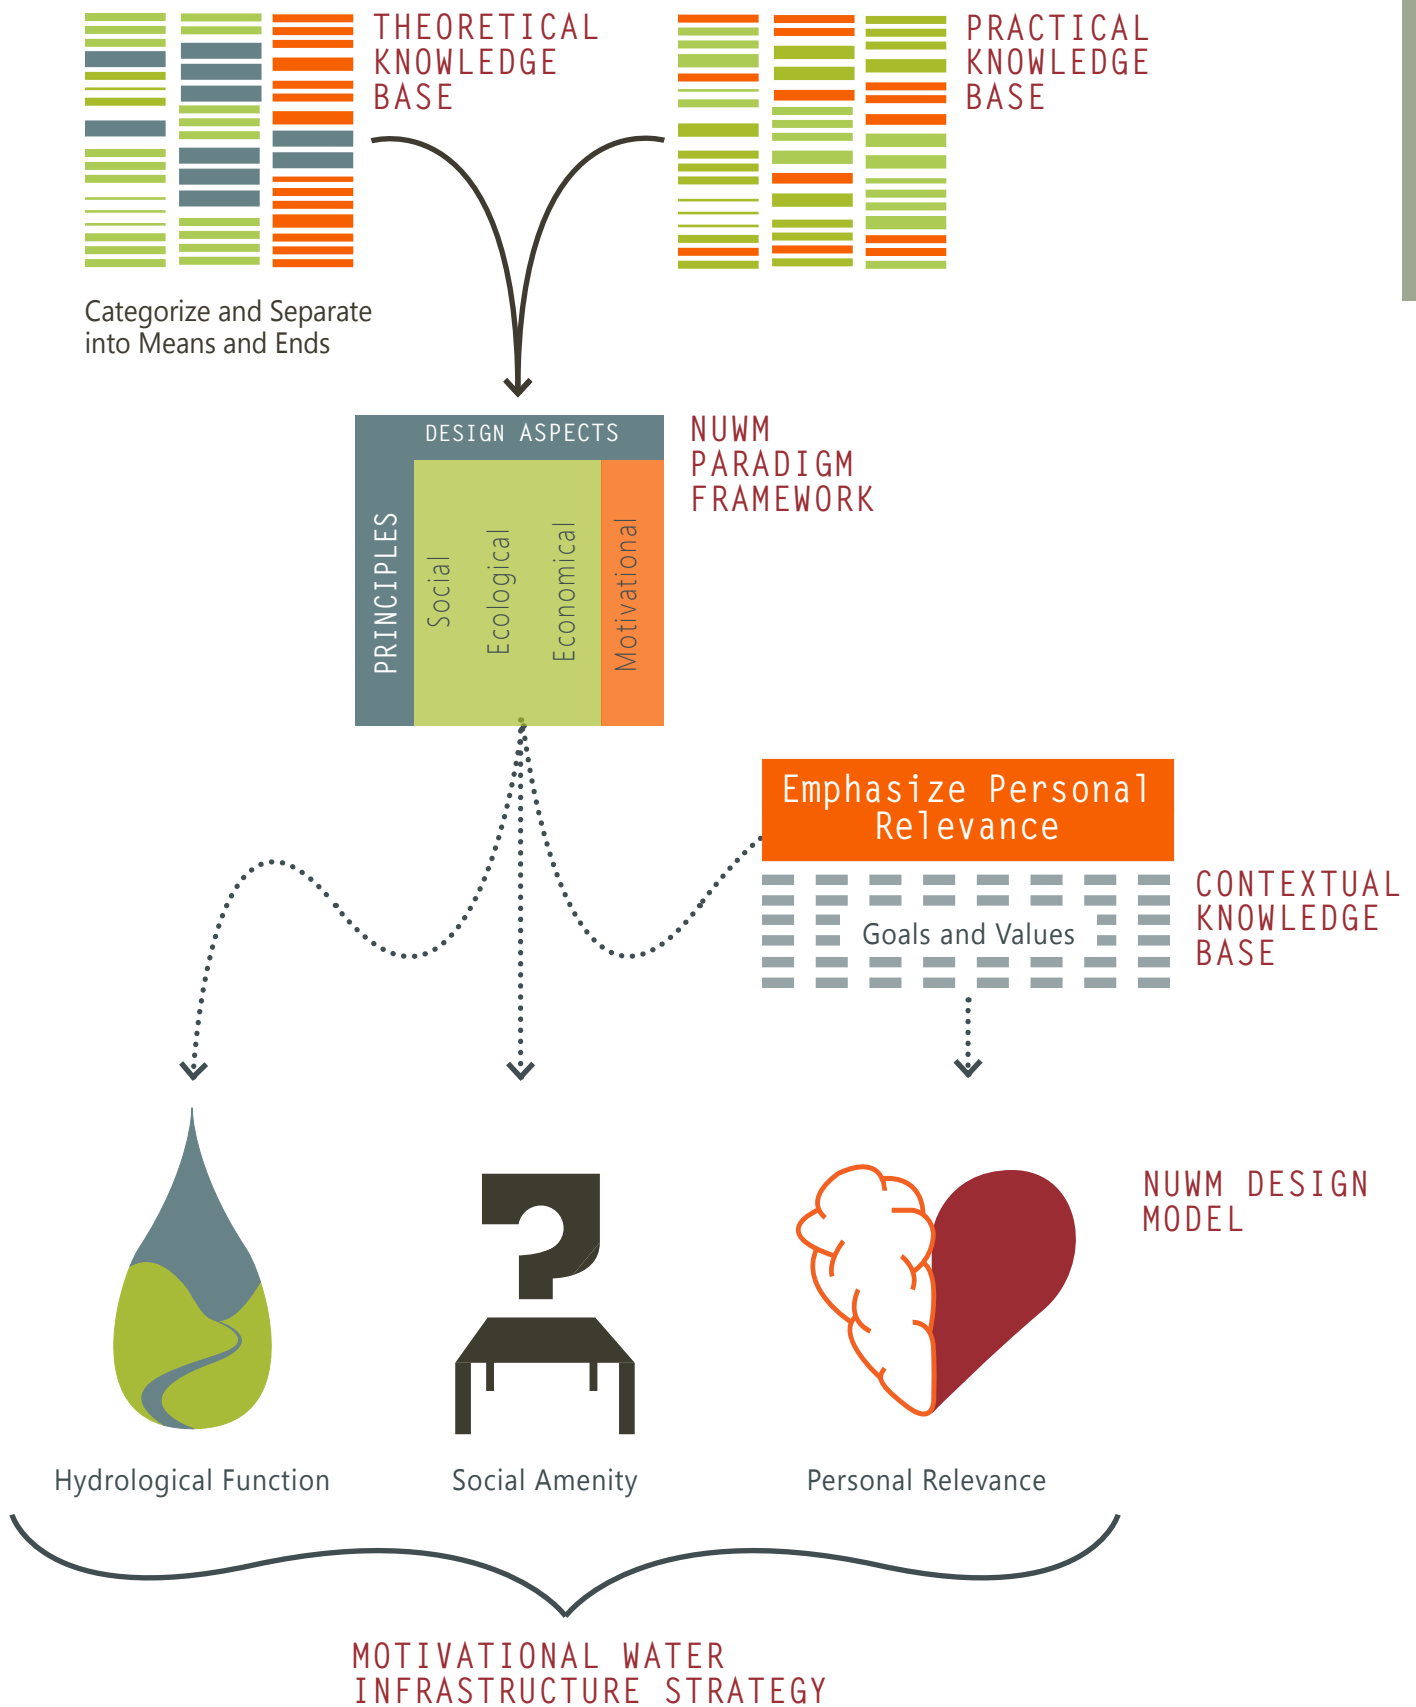 THEORETICAL
KNOWLEDGE
BASE
PRACTICAL
KNOWLEDGE
BASE
Categorize and Separate
into Means and Ends
DESIGN ASPECTS
PRINCIPLES
Social
Ecological
Economical
Motivational
NUWM
PARADIGM
FRAMEWORK
Emphasize Personal
Relevance
Goals and Values
CONTEXTUAL
KNOWLEDGE
BASE
NUWM DESIGN
MODEL
Hydrological Function
Social Amenity
Personal Relevance
MOTIVATIONAL WATER
INFRASTRUCTURE STRATEGY